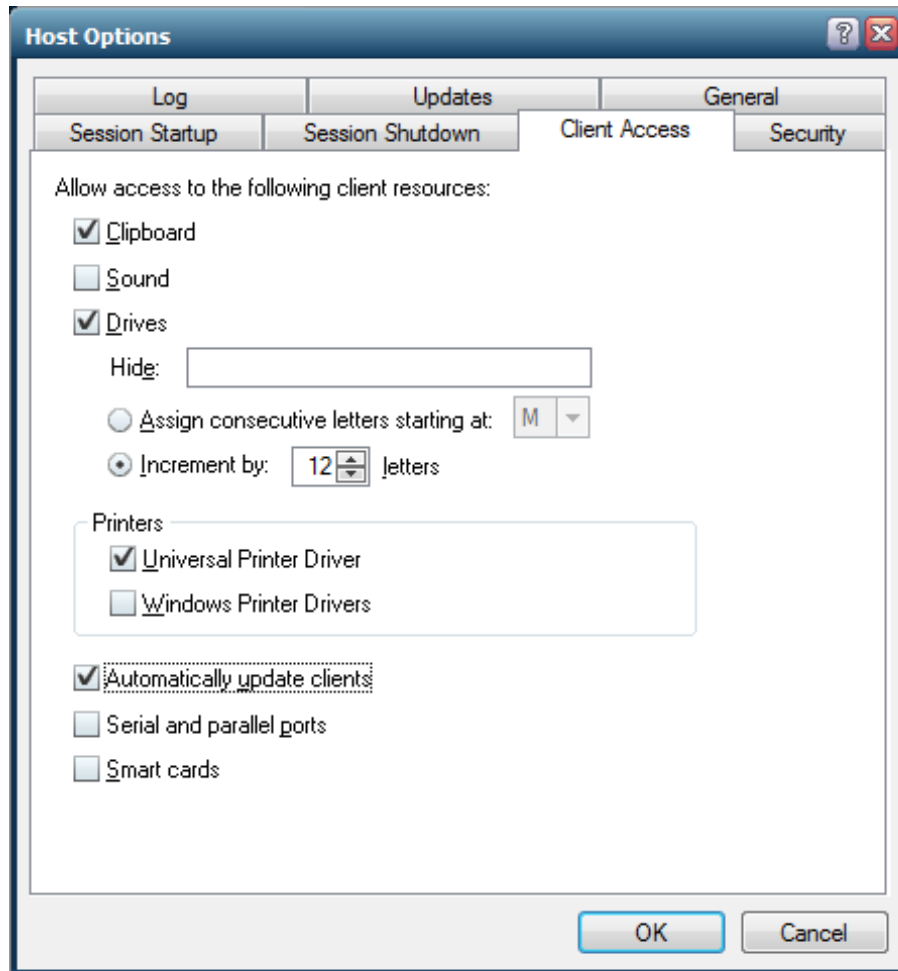 Host Options
Log Updates General
Session Startup Session Shutdown Client Access Security
Allow access to the following client resources:
Clipboard
Sound
Drives
Hide:
Assign consecutive letters starting at: M
Increment by: 12 letters
Printers
Universal Printer Driver
Windows Printer Drivers
Automatically update clients
Serial and parallel ports
Smart cards
OK Cancel